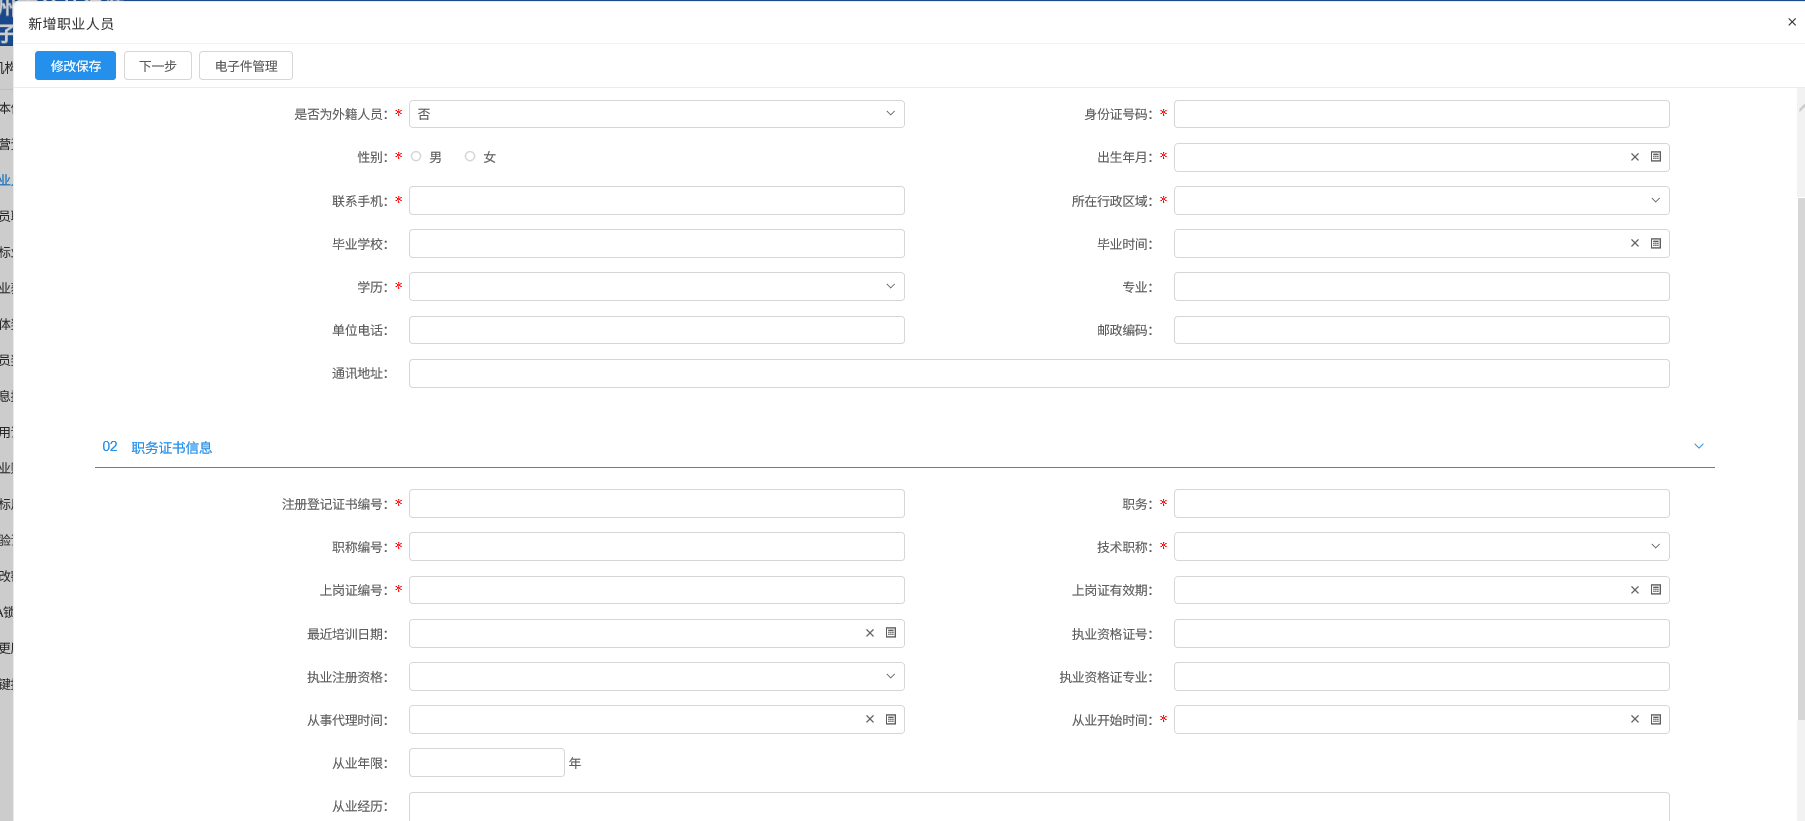 新增职业人员 ×
修改保存 下一步 电子件管理
是否为外籍人员：* 否 身份证号码：*
性别：* 男 女 出生年月：*
联系手机：* 所在行政区域：*
毕业学校： 毕业时间：
学历：* 专业：
单位电话： 邮政编码：
通讯地址：
02 职务证书信息
注册登记证书编号：* 职务：*
职称编号：* 技术职称：*
上岗证编号：* 上岗证有效期：
最近培训日期： 执业资格证号：
执业注册资格： 执业资格证专业：
从事代理时间： 从业开始时间：*
从业年限： 年
从业经历：